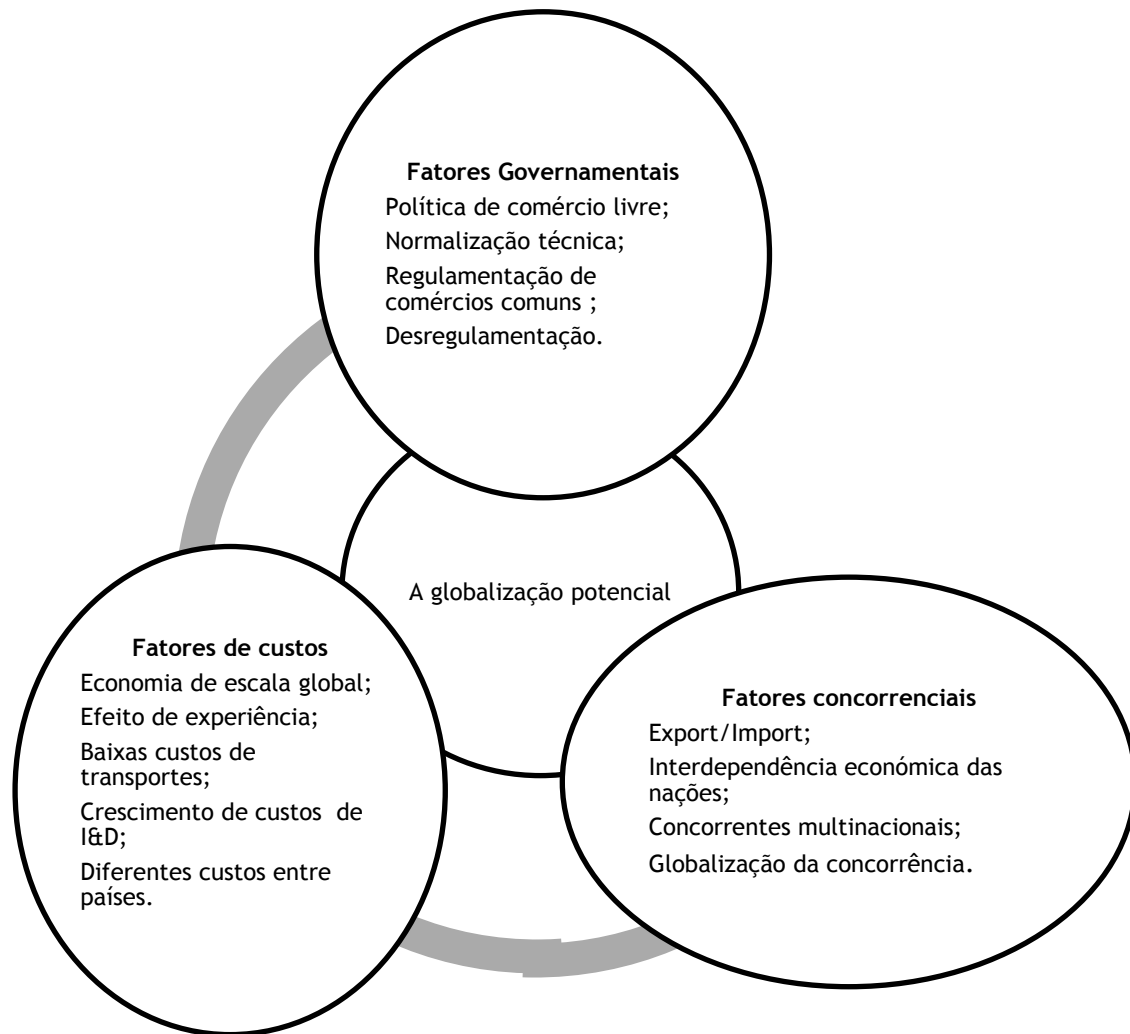 Fatores Governamentais
Política de comércio livre;
Normalização técnica;
Regulamentação de
comércios comuns ;
Desregulamentação.
A globalização potencial
Fatores de custos
Economia de escala global;
Efeito de experiência;
Baixas custos de
transportes;
Crescimento de custos  de
I&D;
Diferentes custos entre
países.
Fatores concorrenciais
Export/Import;
Interdependência económica das
nações;
Concorrentes multinacionais;
Globalização da concorrência.